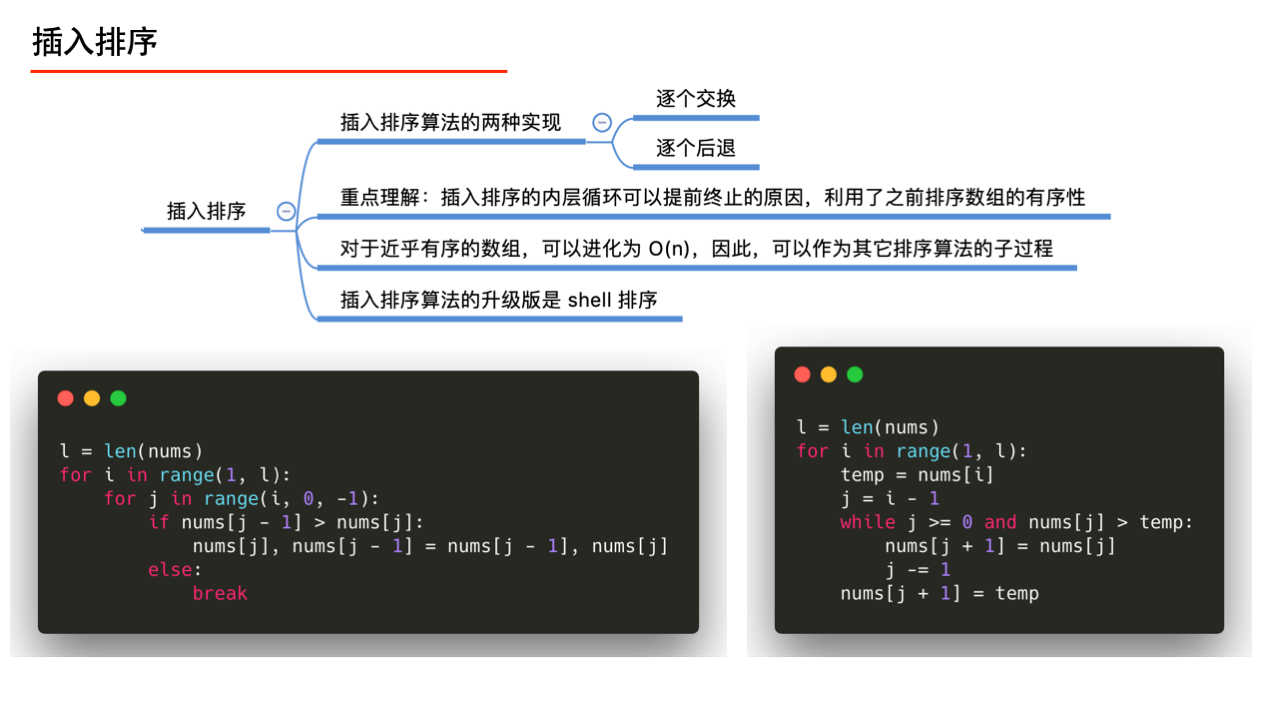 插入排序
逐个交换
插入排序算法的两种实现
逐个后退
重点理解：插入排序的内层循环可以提前终止的原因，利用了之前排序数组的有序性
插入排序
对于近乎有序的数组，可以进化为 O(n)，因此，可以作为其它排序算法的子过程
插入排序算法的升级版是 shell 排序
l = len(nums)
for i in range(1, l):
    for j in range(i, 0, -1):
        if nums[j - 1] > nums[j]:
            nums[j], nums[j - 1] = nums[j - 1], nums[j]
        else:
            break
l = len(nums)
for i in range(1, l):
    temp = nums[i]
    j = i - 1
    while j >= 0 and nums[j] > temp:
        nums[j + 1] = nums[j]
        j -= 1
    nums[j + 1] = temp